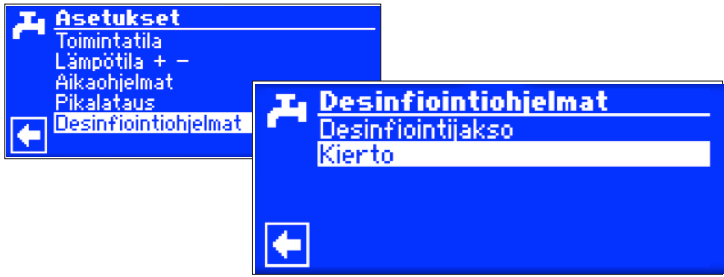 Asetukset
Toimintatila
Lämpötila + −
Aikaohjelmat
Pikalataus
Desinfiointiohjelmat
Desinfiointiohjelmat
Desinfiointijakso
Kierto